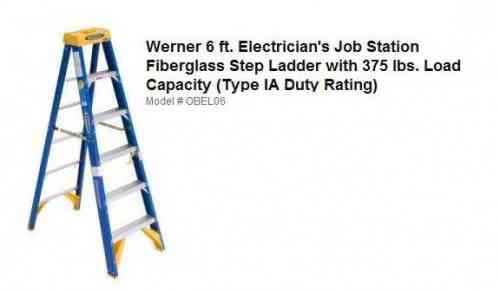 Werner 6 ft. Electrician's Job Station
Fiberglass Step Ladder with 375 lbs. Load
Capacity (Type IA Duty Rating)
Model # OBEL06